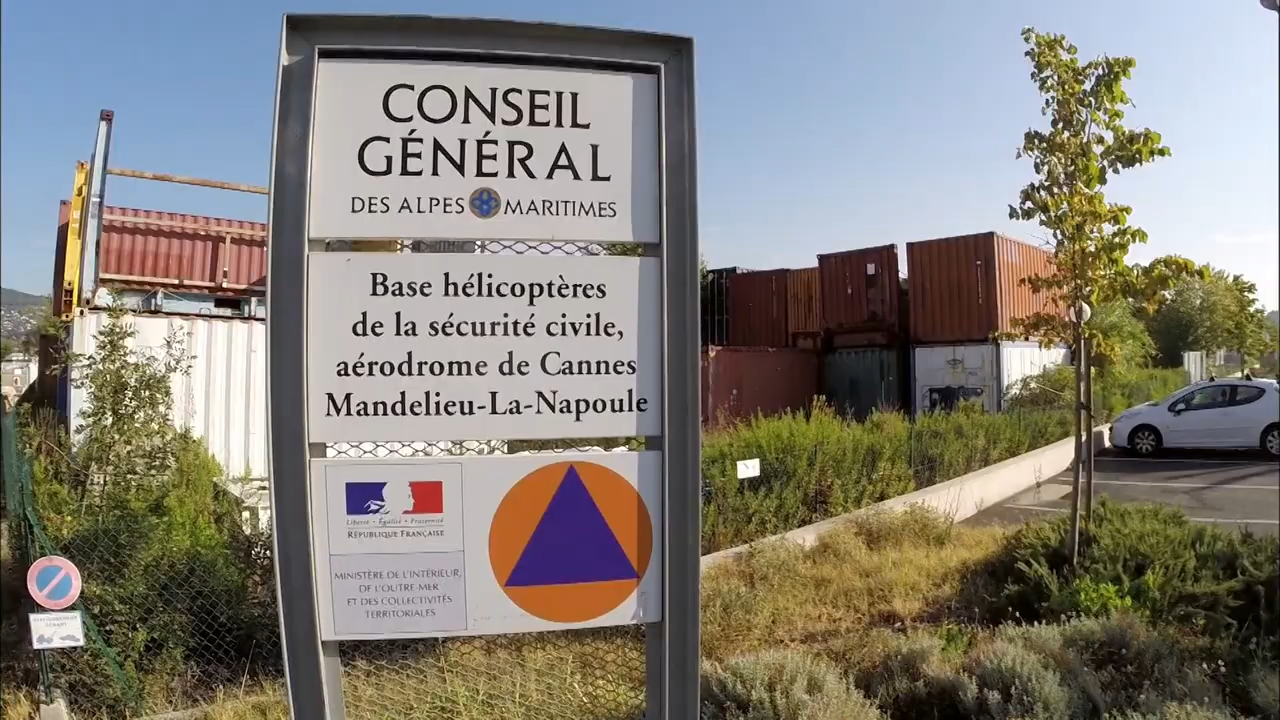 CONSEIL
GÉNÉRAL
DES ALPES MARITIMES
Base hélicoptères
de la sécurité civile,
aérodrome de Cannes
Mandelieu-La-Napoule
Liberté • Égalité • Fraternité
RÉPUBLIQUE FRANÇAISE
MINISTÈRE DE L'INTÉRIEUR,
DE L'OUTRE-MER
ET DES COLLECTIVITÉS
TERRITORIALES